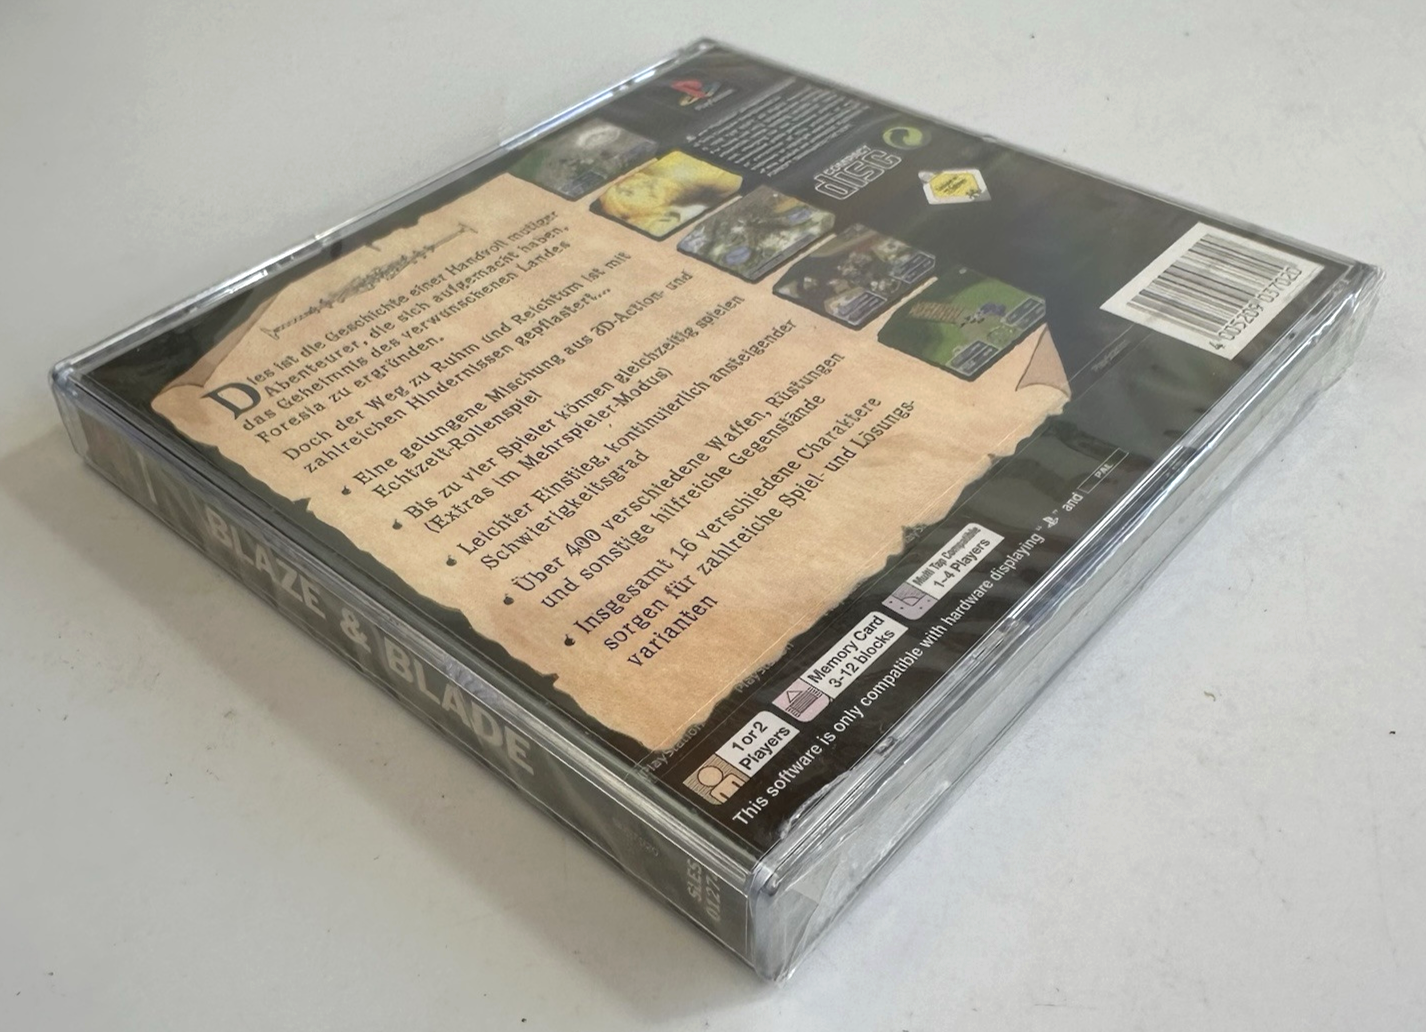 PlayStation
COMPACT
disc
Dies ist die Geschichte einer Handvoll mutiger
Abenteurer, die sich aufgemacht haben,
das Geheimnis des verwunschenen Landes
Foresia zu ergründen.
Doch der Weg zu Ruhm und Reichtum ist mit
zahlreichen Hindernissen gepflastert...
Eine gelungene Mischung aus 3D-Action- und
Echtzeit-Rollenspiel
Bis zu vier Spieler können gleichzeitig spielen
(Extras im Mehrspieler-Modus)
Leichter Einstieg, kontinuierlich ansteigender
Schwierigkeitsgrad
Über 400 verschiedene Waffen, Rüstungen
und sonstige hilfreiche Gegenstände
Insgesamt 16 verschiedene Charaktere
sorgen für zahlreiche Spiel- und Lösungs-
varianten
4 005209 037020
1 or 2
Players
Memory Card
3-12 blocks
Multi Tap Compatible
1-4 Players
This software is only compatible with hardware displaying " " and PAL
BLAZE & BLADE
SLES